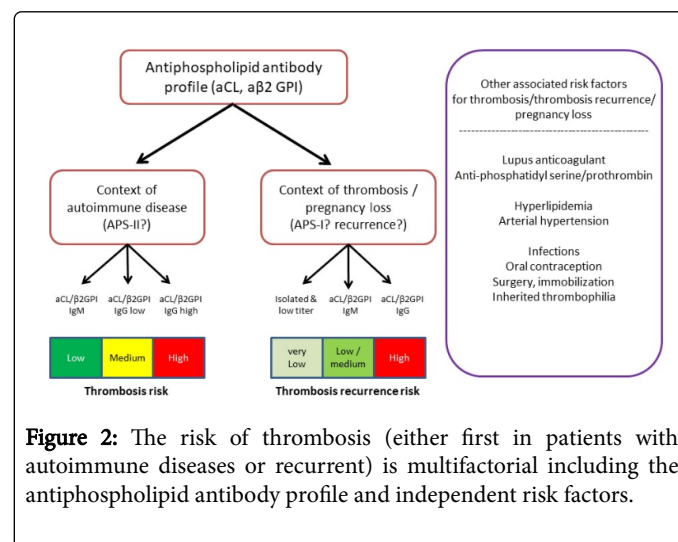 Antiphospholipid antibody
profile (aCL, aβ2 GPI)
Context of
autoimmune disease
(APS-II?)
Context of thrombosis /
pregnancy loss
(APS-I? recurrence?)
aCL/β2GPI
IgM
aCL/β2GPI
IgG low
aCL/β2GPI
IgG high
Isolated &
low titer
aCL/β2GPI
IgM
aCL/β2GPI
IgG
Low
Medium
High
Thrombosis risk
very
Low
Low /
medium
High
Thrombosis recurrence risk
Other associated risk factors
for thrombosis/thrombosis recurrence/
pregnancy loss
Lupus anticoagulant
Anti-phosphatidyl serine/prothrombin
Hyperlipidemia
Arterial hypertension
Infections
Oral contraception
Surgery, immobilization
Inherited thrombophilia
Figure 2: The risk of thrombosis (either first in patients with
autoimmune diseases or recurrent) is multifactorial including the
antiphospholipid antibody profile and independent risk factors.